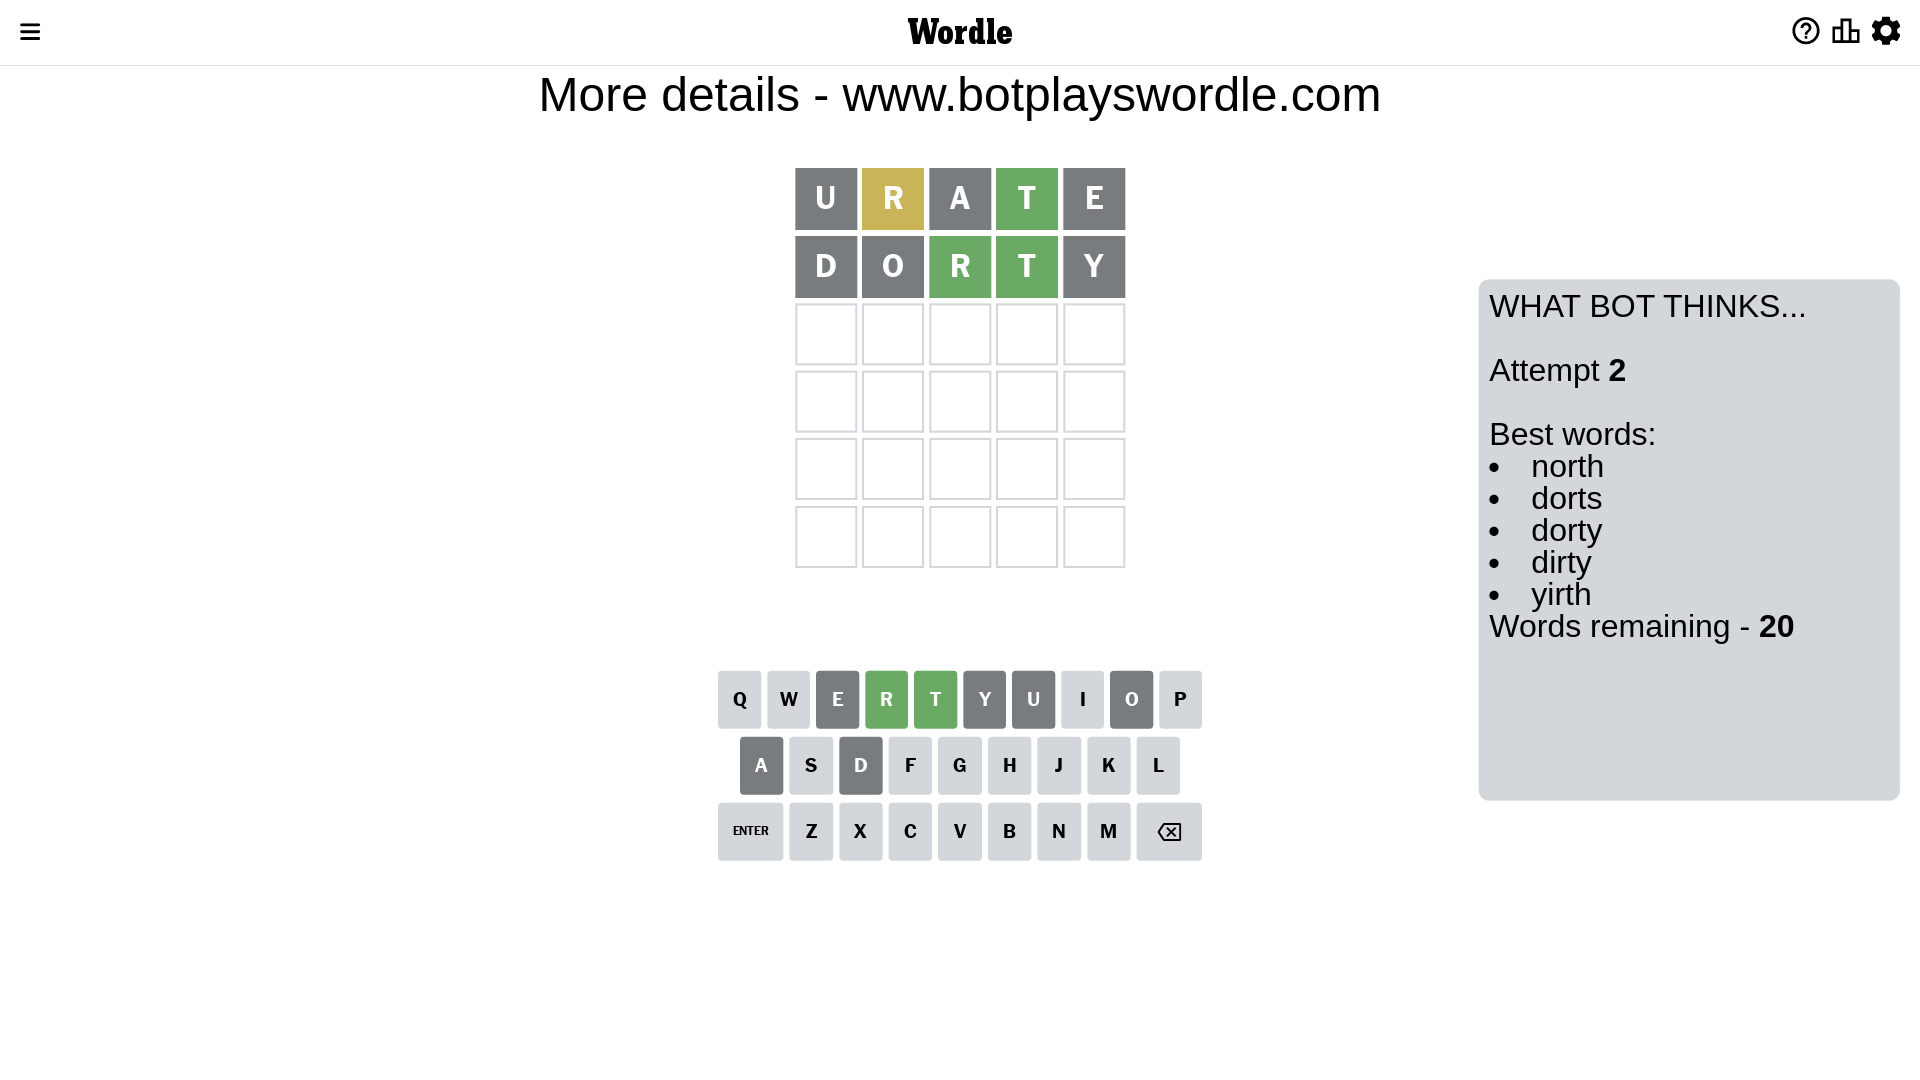 Wordle
More details - www.botplayswordle.com
U R A T E
D O R T Y
WHAT BOT THINKS...
Attempt 2
Best words:
• north
• dorts
• dorty
• dirty
• yirth
Words remaining - 20
Q W E R T Y U I O P
A S D F G H J K L
ENTER Z X C V B N M